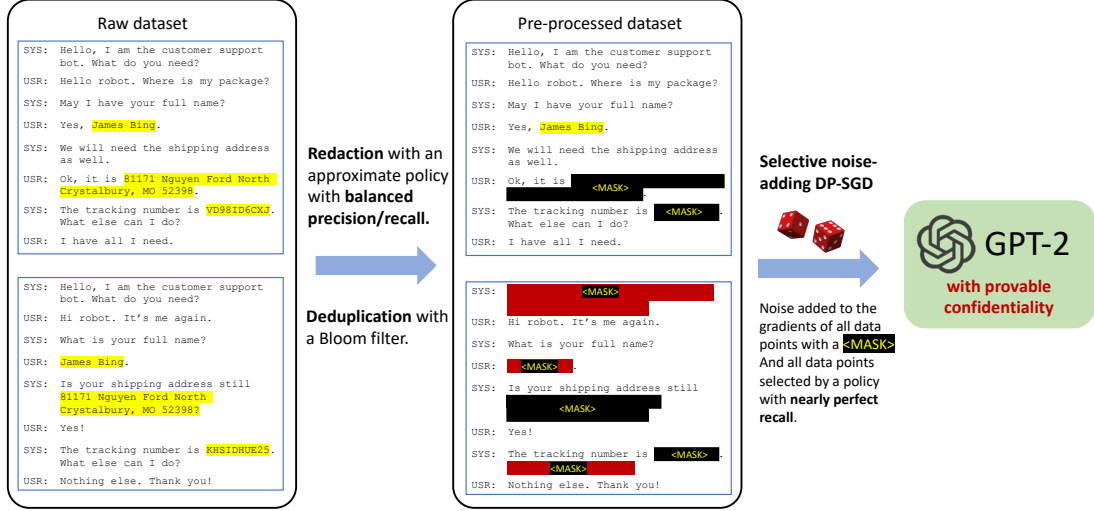 Raw dataset
SYS: Hello, I am the customer support
bot. What do you need?
USR: Hello robot. Where is my package?
SYS: May I have your full name?
USR: Yes, James Bing.
SYS: We will need the shipping address
as well.
USR: Ok, it is 81171 Nguyen Ford North
Crystalbury, MO 52398.
SYS: The tracking number is VD98ID6CXJ.
What else can I do?
USR: I have all I need.
SYS: Hello, I am the customer support
bot. What do you need?
USR: Hi robot. It's me again.
SYS: What is your full name?
USR: James Bing.
SYS: Is your shipping address still
81171 Nguyen Ford North
Crystalbury, MO 52398?
USR: Yes!
SYS: The tracking number is KHSIDHUE25.
What else can I do?
USR: Nothing else. Thank you!
Redaction with an
approximate policy
with balanced
precision/recall.
Deduplication with
a Bloom filter.
Pre-processed dataset
SYS: Hello, I am the customer support
bot. What do you need?
USR: Hello robot. Where is my package?
SYS: May I have your full name?
USR: Yes, James Bing.
SYS: We will need the shipping address
as well.
USR: Ok, it is <MASK>
.
SYS: The tracking number is <MASK>.
What else can I do?
USR: I have all I need.
SYS: <MASK>
USR: Hi robot. It's me again.
SYS: What is your full name?
USR: <MASK>.
SYS: Is your shipping address still
<MASK>
USR: Yes!
SYS: The tracking number is <MASK>.
<MASK>
USR: Nothing else. Thank you!
Selective noise-
adding DP-SGD
Noise added to the
gradients of all data
points with a <MASK>
And all data points
selected by a policy
with nearly perfect
recall.
GPT-2
with provable
confidentiality